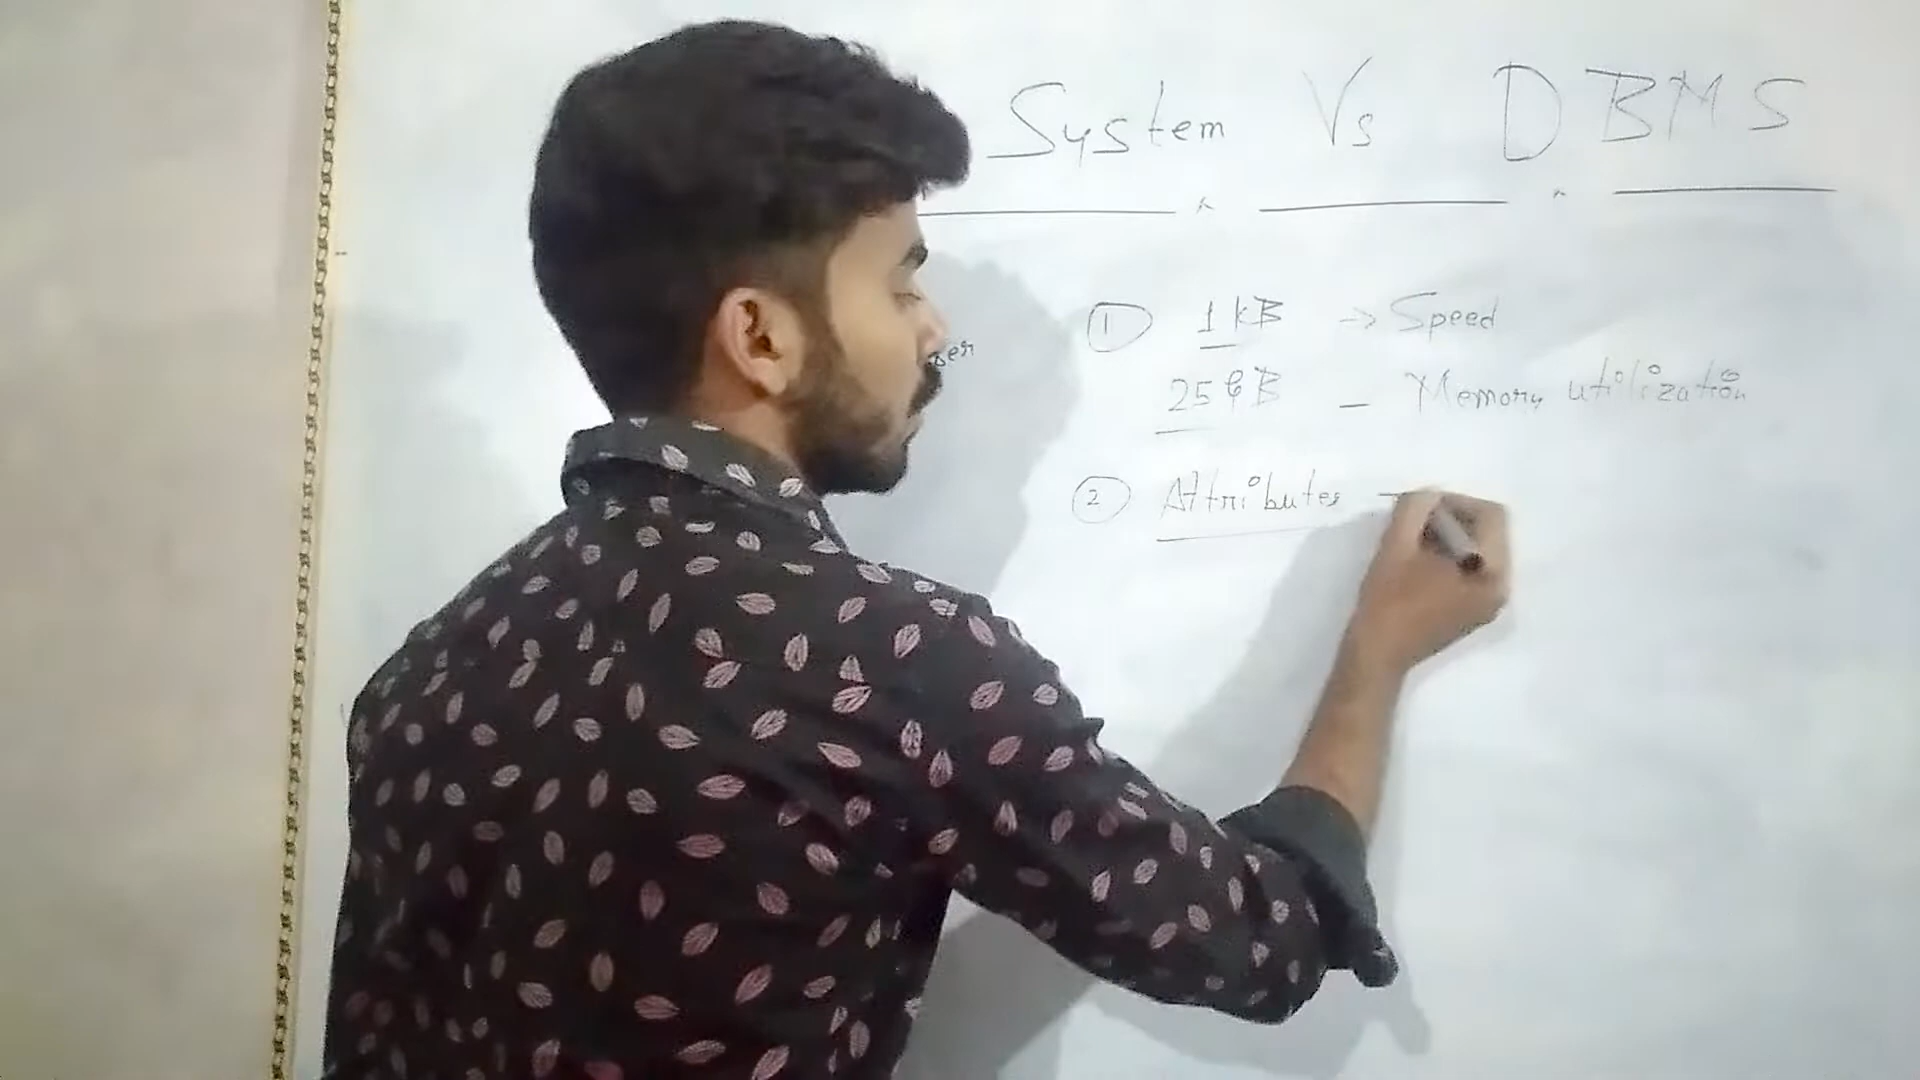 System Vs DBMS
① 1 kB → Speed
25 GB - Memory utilization
② Attributes -